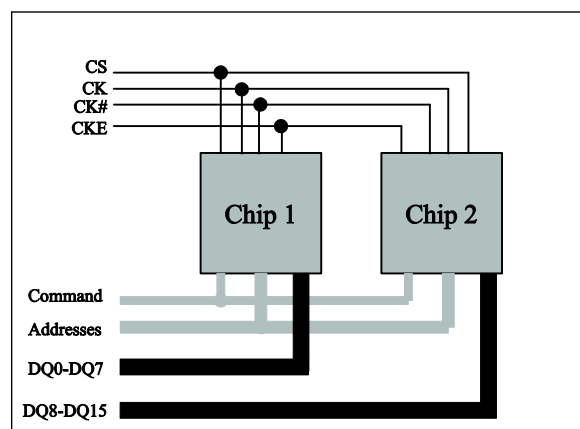 CS
CK
CK#
CKE
Chip 1
Chip 2
Command
Addresses
DQ0-DQ7
DQ8-DQ15